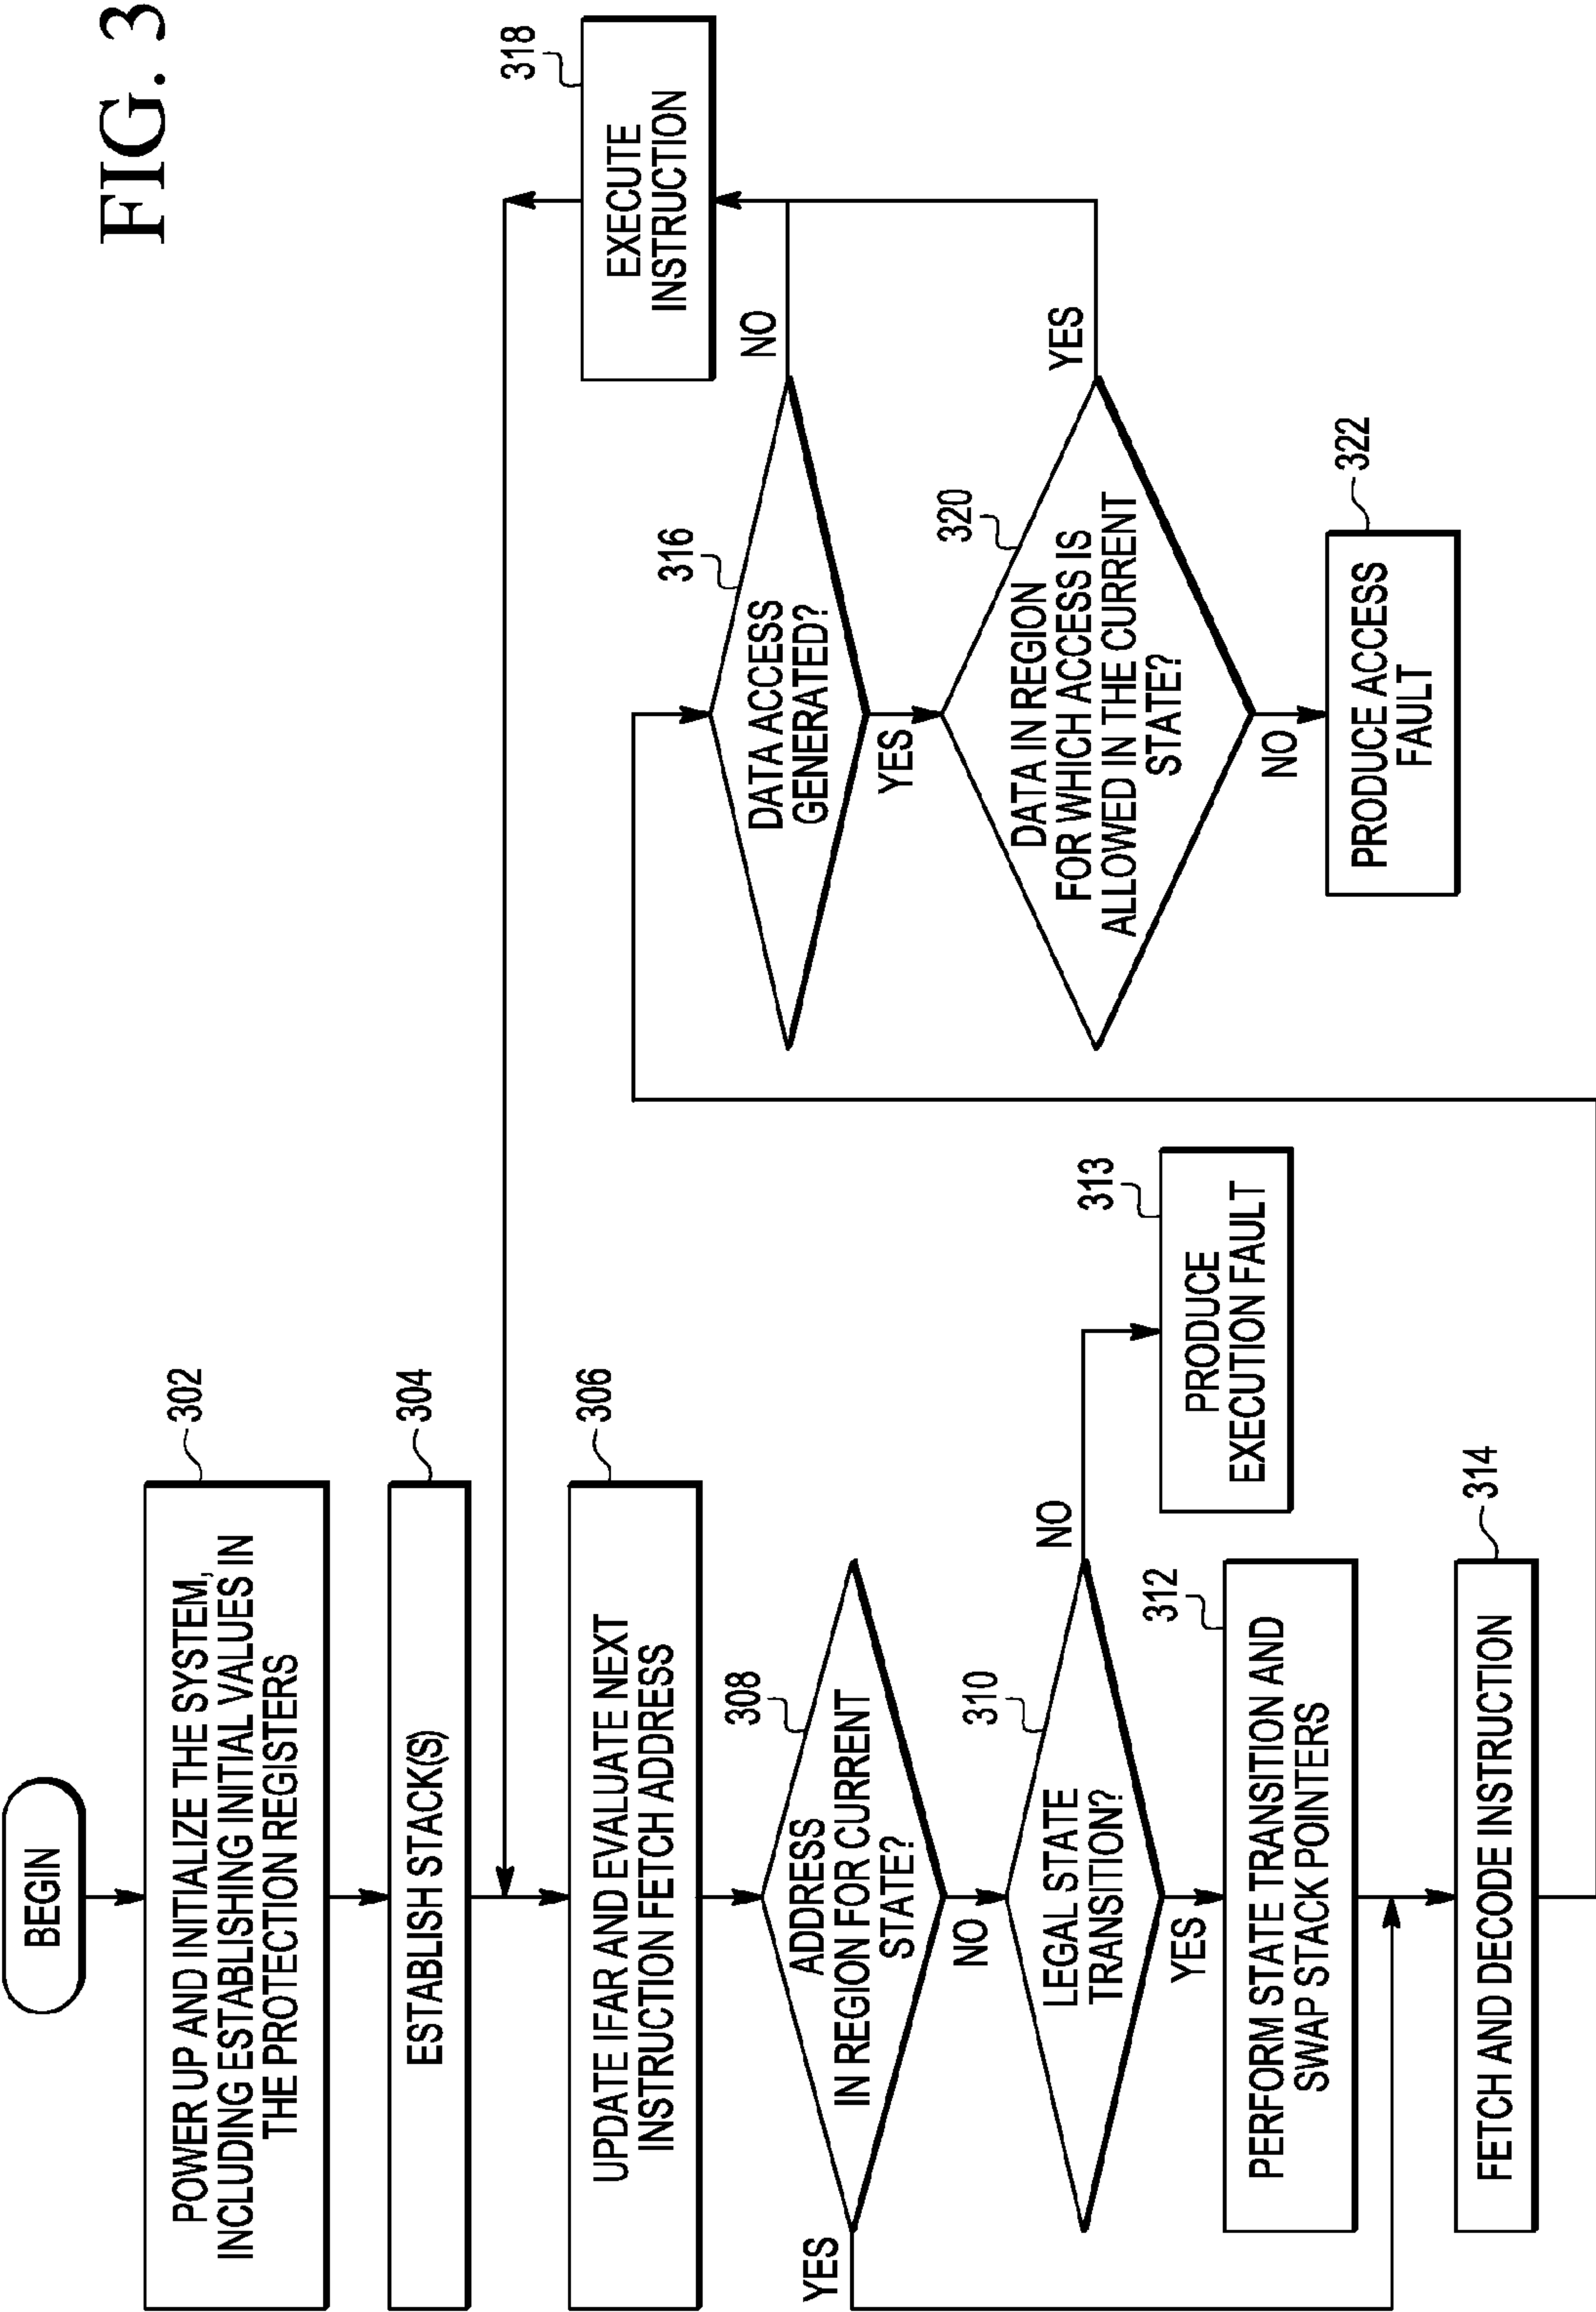 FIG. 3
BEGIN
302
POWER UP AND INITIALIZE THE SYSTEM,
INCLUDING ESTABLISHING INITIAL VALUES IN
THE PROTECTION REGISTERS
304
ESTABLISH STACK(S)
306
UPDATE IFAR AND EVALUATE NEXT
INSTRUCTION FETCH ADDRESS
308
ADDRESS
IN REGION FOR CURRENT
STATE?
YES
NO
310
LEGAL STATE
TRANSITION?
NO
YES
312
PERFORM STATE TRANSITION AND
SWAP STACK POINTERS
313
PRODUCE
EXECUTION FAULT
314
FETCH AND DECODE INSTRUCTION
316
DATA ACCESS
GENERATED?
NO
YES
318
EXECUTE
INSTRUCTION
320
DATA IN REGION
FOR WHICH ACCESS IS
ALLOWED IN THE CURRENT
STATE?
YES
NO
322
PRODUCE ACCESS
FAULT